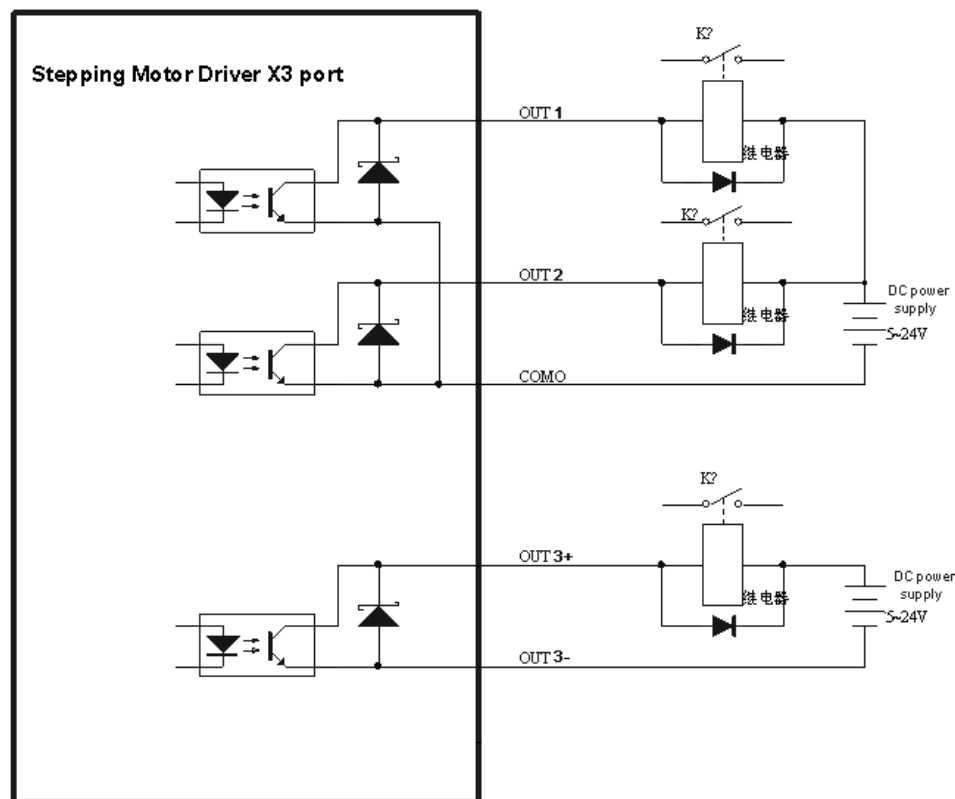 Stepping Motor Driver X3 port
K?
OUT 1
继电器
K?
OUT 2
继电器
DC power
supply
5~24V
COMO
K?
OUT 3+
继电器
DC power
supply
5~24V
OUT 3-